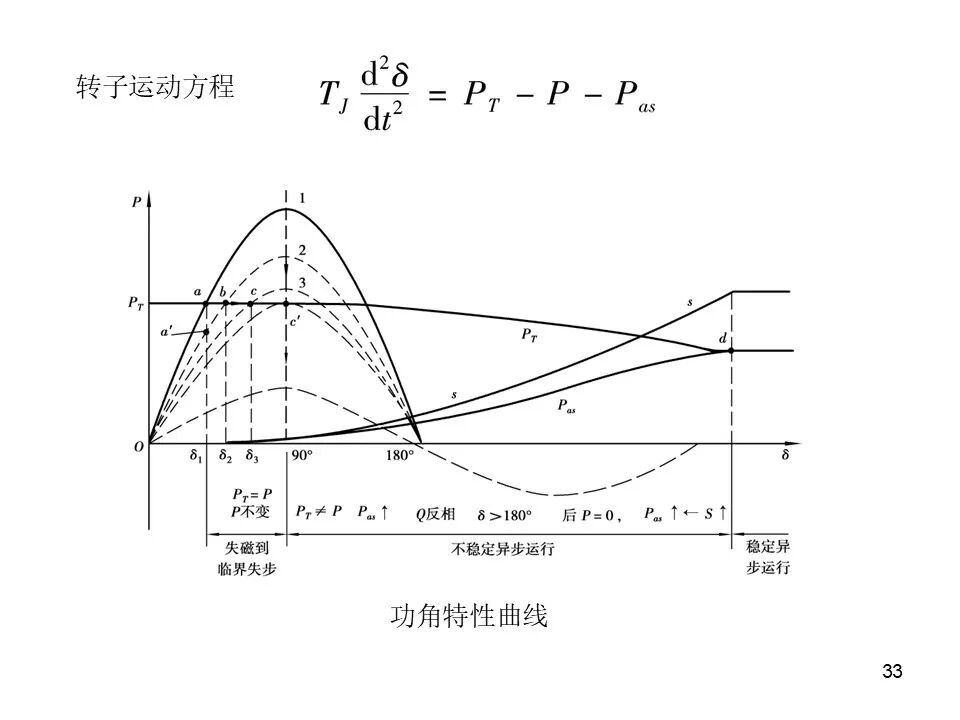 转子运动方程
T_J d²δ/dt² = P_T − P − P_as
P
1
2
3
P_T
a
b
c
a′
c′
P_T
s
d
s
P_as
O
δ₁
δ₂
δ₃
90°
180°
δ
P_T = P
P不变
P_T ≠ P P_as ↑ Q反相 δ＞180° 后 P = 0， P_as ↑ ← S ↑
失磁到
临界失步
不稳定异步运行
稳定异
步运行
功角特性曲线
33